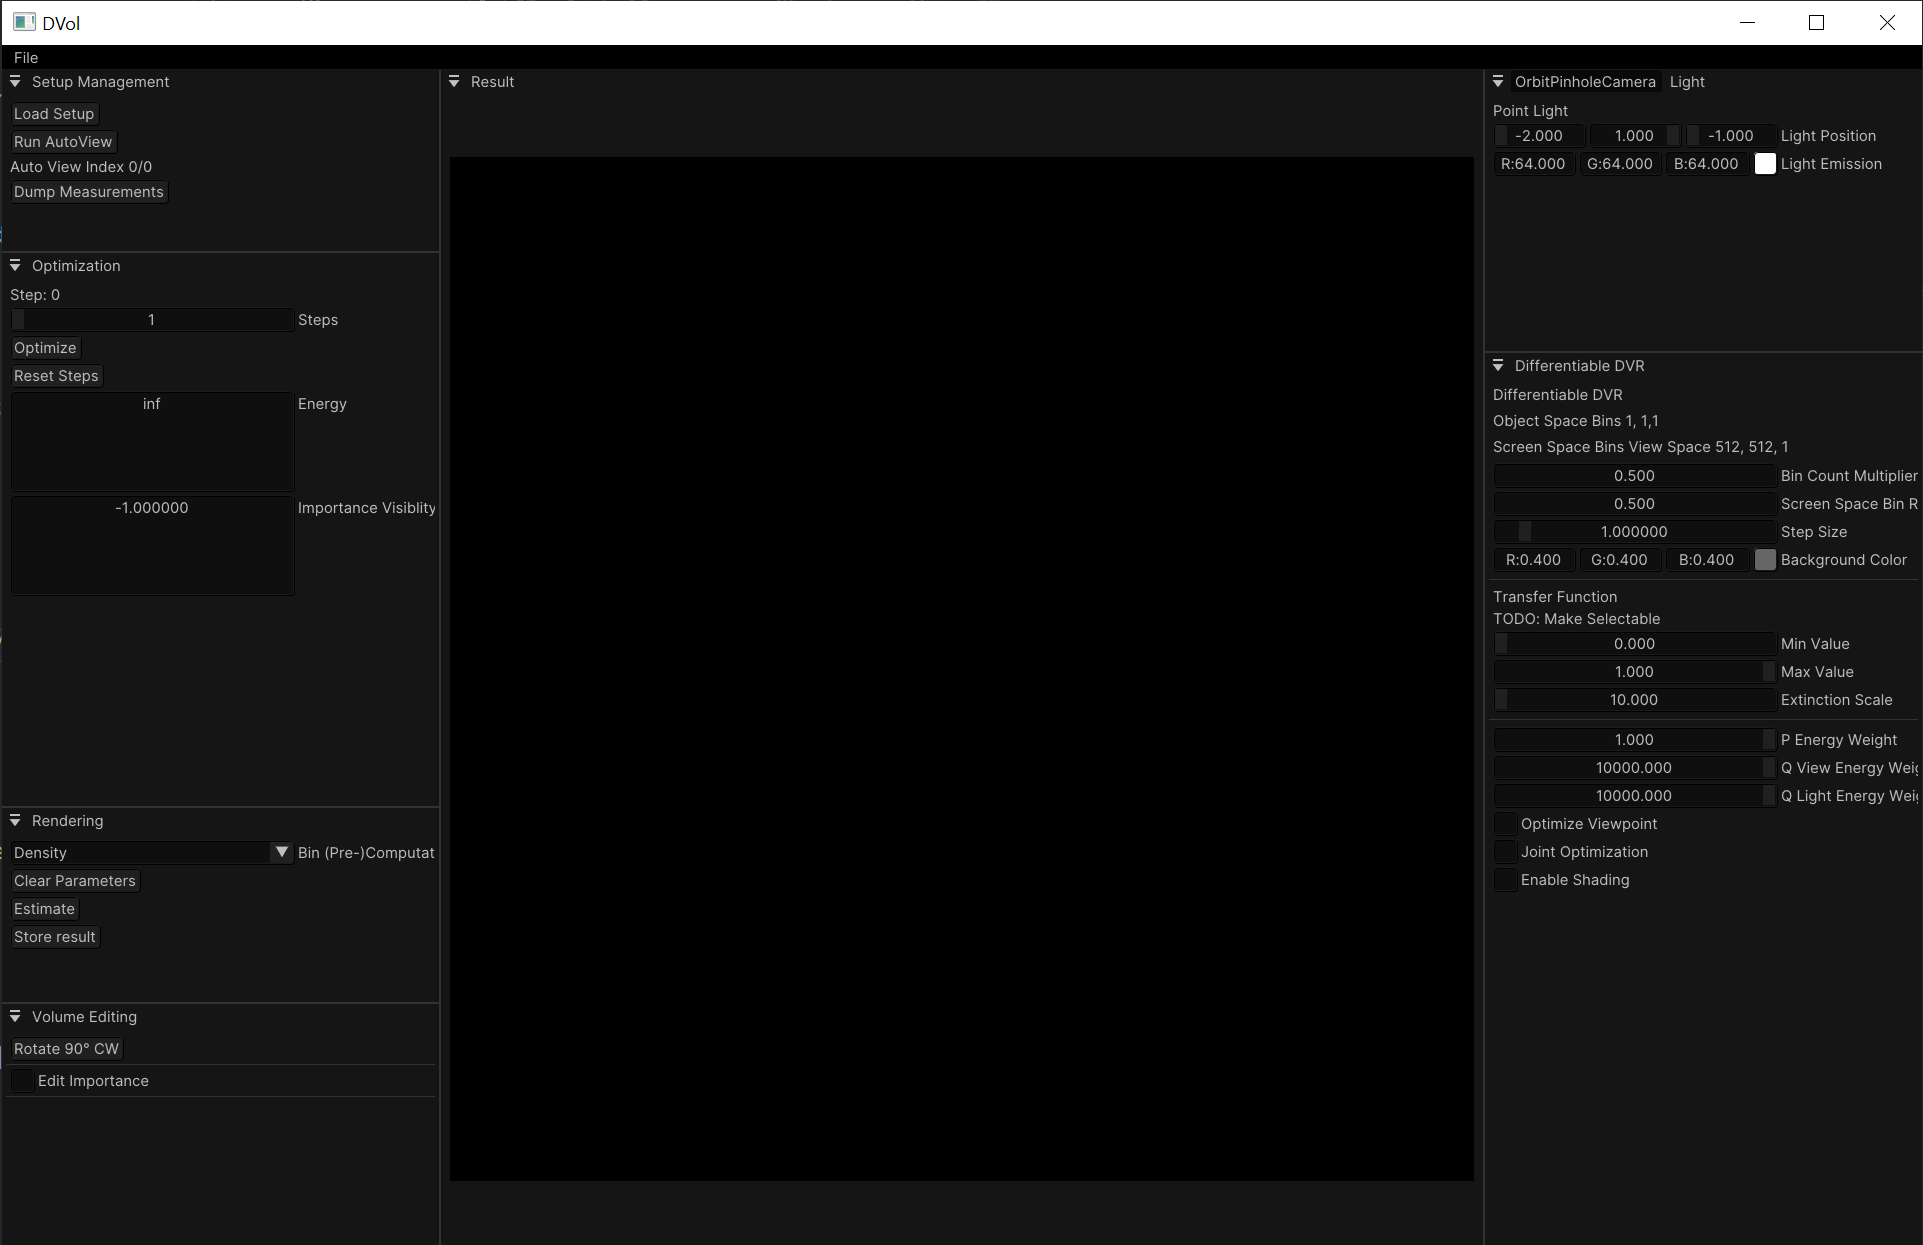 DVol
File
Setup Management
Load Setup
Run AutoView
Auto View Index 0/0
Dump Measurements
Optimization
Step: 0
1 Steps
Optimize
Reset Steps
inf Energy
-1.000000 Importance Visiblity
Rendering
Density Bin (Pre-)Computat
Clear Parameters
Estimate
Store result
Volume Editing
Rotate 90° CW
Edit Importance
Result
OrbitPinholeCamera Light
Point Light
-2.000 1.000 -1.000 Light Position
R:64.000 G:64.000 B:64.000 Light Emission
Differentiable DVR
Differentiable DVR
Object Space Bins 1, 1,1
Screen Space Bins View Space 512, 512, 1
0.500 Bin Count Multiplier
0.500 Screen Space Bin R
1.000000 Step Size
R:0.400 G:0.400 B:0.400 Background Color
Transfer Function
TODO: Make Selectable
0.000 Min Value
1.000 Max Value
10.000 Extinction Scale
1.000 P Energy Weight
10000.000 Q View Energy Weig
10000.000 Q Light Energy Weig
Optimize Viewpoint
Joint Optimization
Enable Shading